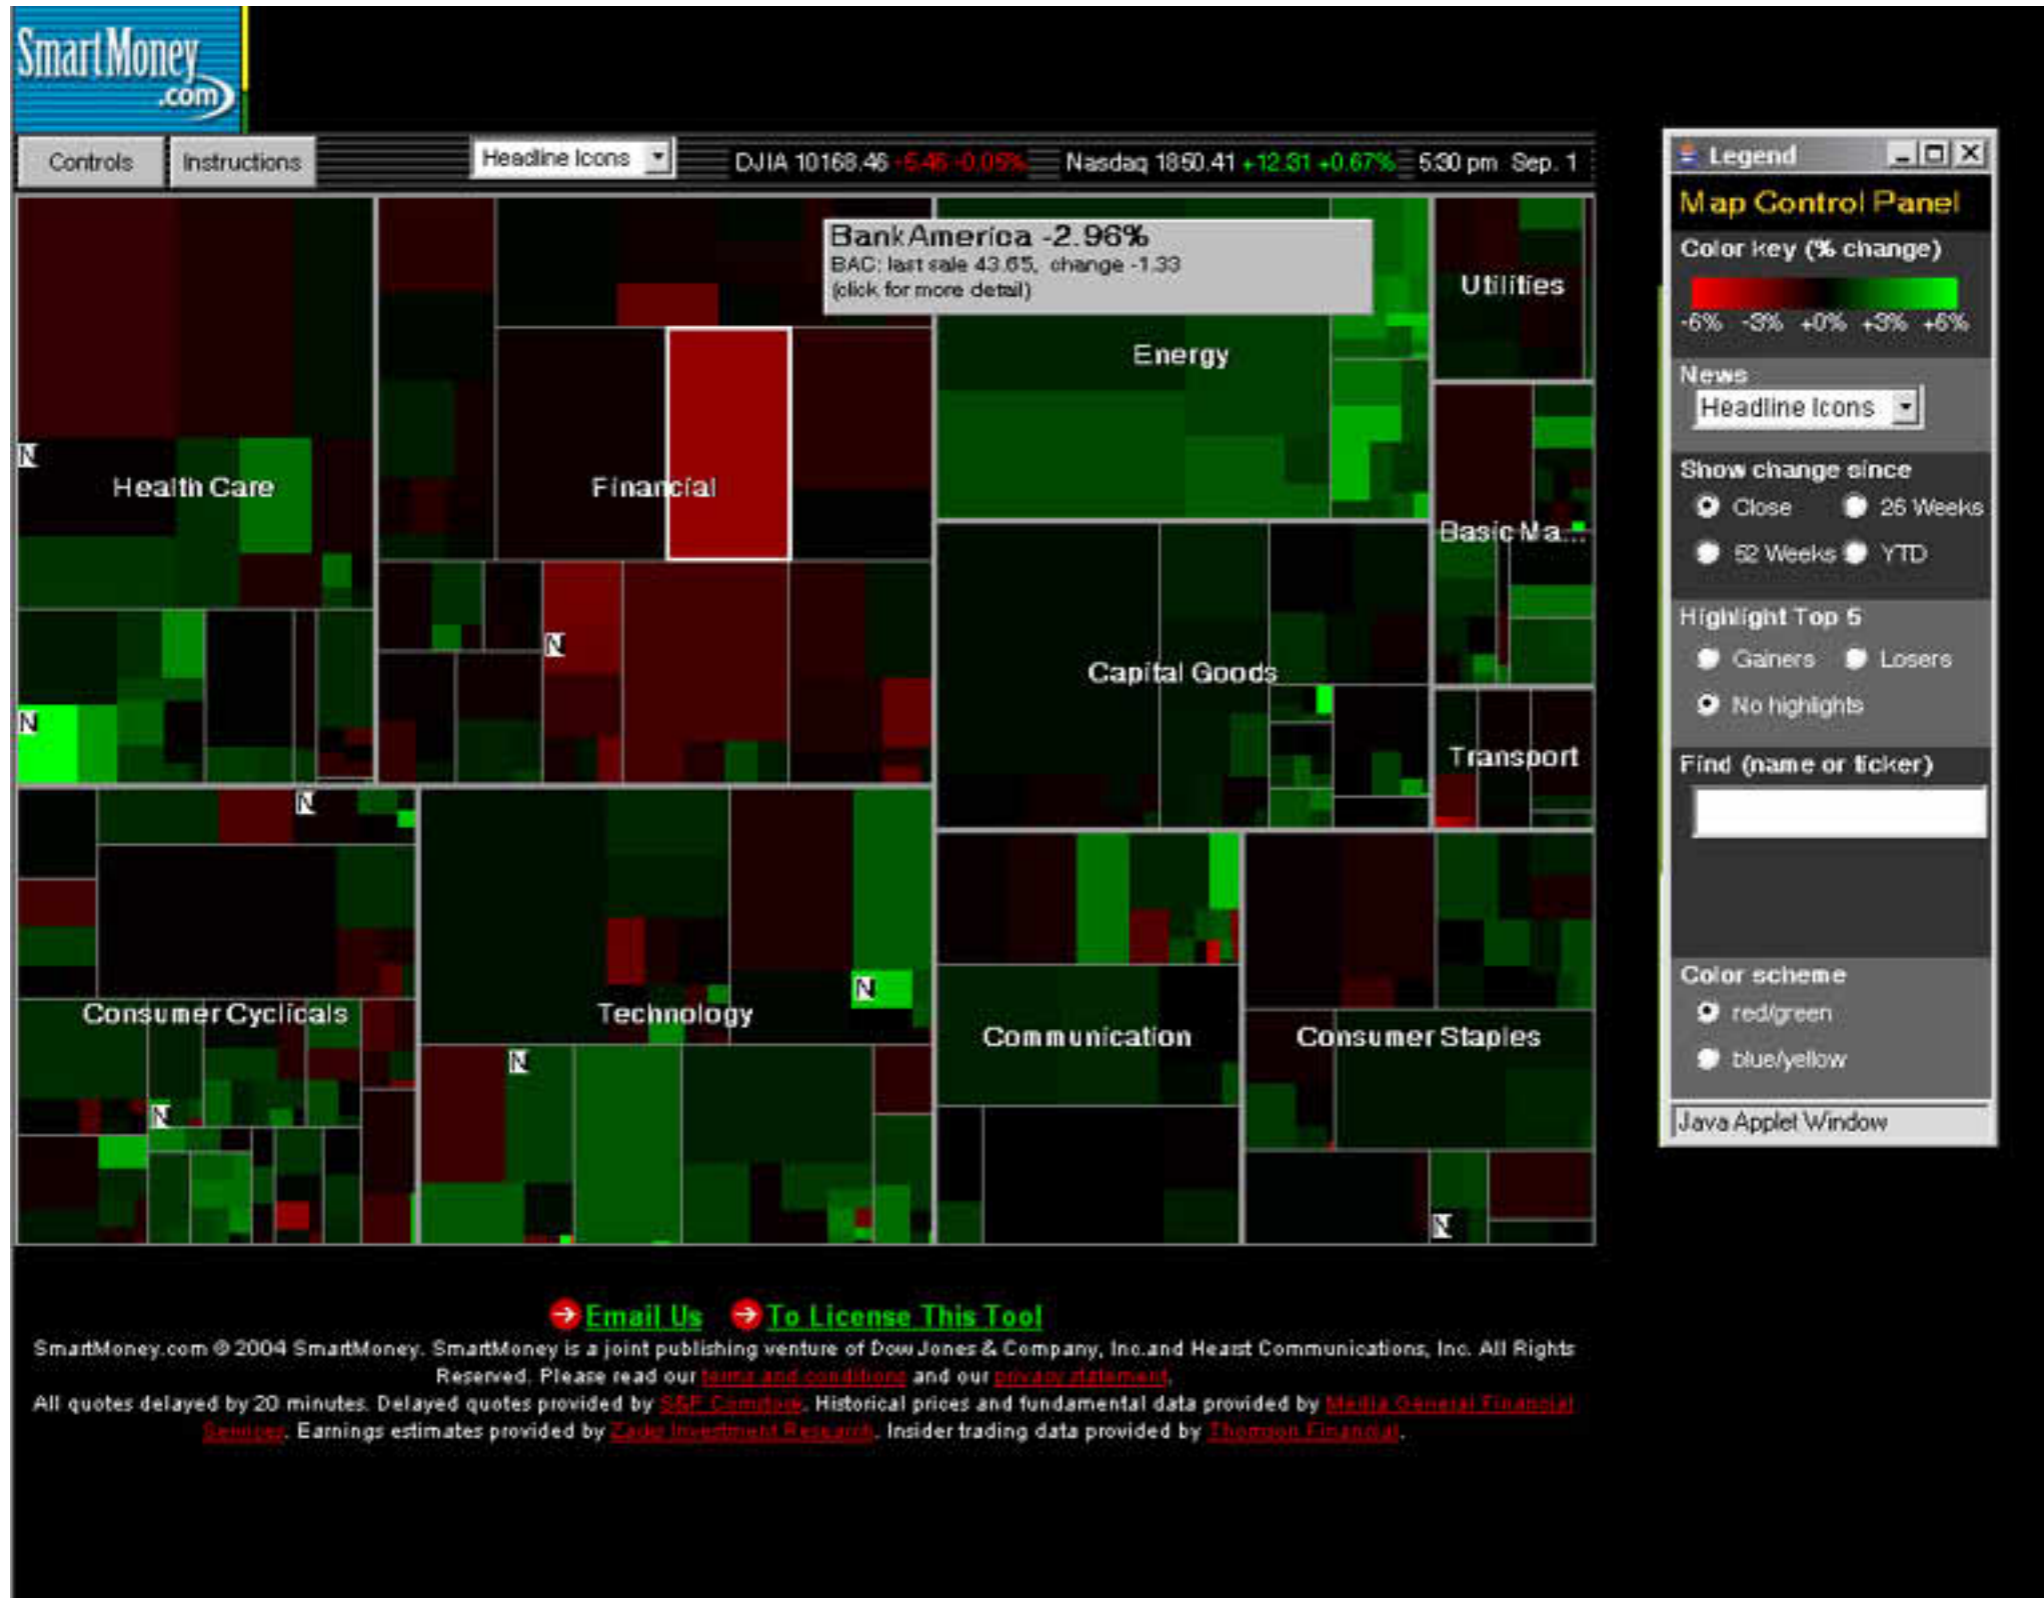 SmartMoney
.com
Controls Instructions Headline Icons DJIA 10168.46 -5.46 -0.05% Nasdaq 1850.41 +12.31 +0.67% 5:30 pm Sep. 1
BankAmerica -2.96%
BAC: last sale 43.65, change -1.33
(click for more detail)
Utilities
Energy
N
Health Care
Financial
Basic Ma...
N
Capital Goods
N
Transport
N
N
Consumer Cyclicals
Technology
Communication
Consumer Staples
N
N
N
Legend
Map Control Panel
Color key (% change)
-6% -3% +0% +3% +6%
News
Headline Icons
Show change since
Close 26 Weeks
52 Weeks YTD
Highlight Top 5
Gainers Losers
No highlights
Find (name or ticker)
Color scheme
red/green
blue/yellow
Java Applet Window
Email Us To License This Tool
SmartMoney.com © 2004 SmartMoney. SmartMoney is a joint publishing venture of Dow Jones & Company, Inc.and Hearst Communications, Inc. All Rights
Reserved. Please read our terms and conditions and our privacy statement.
All quotes delayed by 20 minutes. Delayed quotes provided by S&P Comstock. Historical prices and fundamental data provided by Media General Financial
Services. Earnings estimates provided by Zacks Investment Research. Insider trading data provided by Thomson Financial.